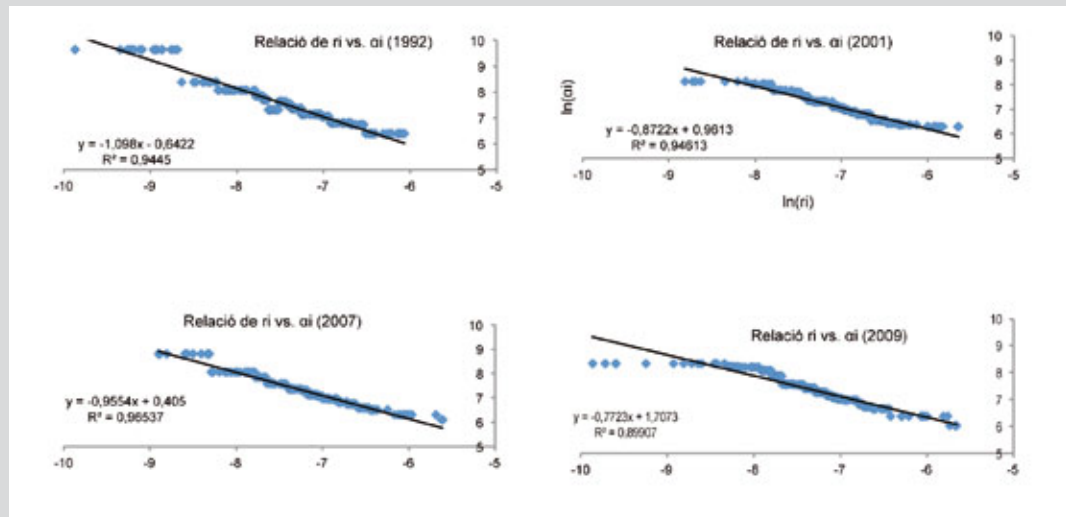 Relació de ri vs. αi (1992)
10
9
8
7
6
5
y = -1,098x - 0,6422
R² = 0,9445
-10 -9 -8 -7 -6 -5
Relació de ri vs. αi (2001)
ln(αi)
10
9
8
7
6
5
y = -0,8722x + 0,9613
R² = 0,94613
-10 -9 -8 -7 -6 -5
ln(ri)
Relació de ri vs. αi (2007)
10
9
8
7
6
5
y = -0,9554x + 0,405
R² = 0,96537
-10 -9 -8 -7 -6 -5
Relació ri vs. αi (2009)
10
9
8
7
6
5
y = -0,7723x + 1,7073
R² = 0,89907
-10 -9 -8 -7 -6 -5